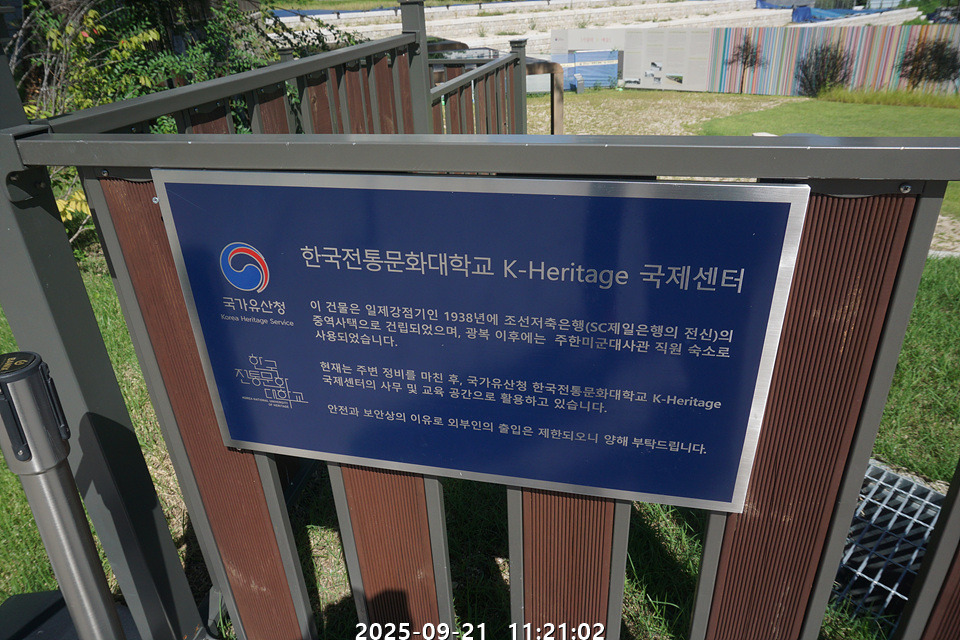 한국전통문화대학교 K-Heritage 국제센터
국가유산청
Korea Heritage Service
이 건물은 일제강점기인 1938년에 조선저축은행(SC제일은행의 전신)의
중역사택으로 건립되었으며, 광복 이후에는 주한미군대사관 직원 숙소로
사용되었습니다.
한국
전통문화
대학교
KOREA NATIONAL UNIVERSITY
OF HERITAGE
현재는 주변 정비를 마친 후, 국가유산청 한국전통문화대학교 K-Heritage
국제센터의 사무 및 교육 공간으로 활용하고 있습니다.
안전과 보안상의 이유로 외부인의 출입은 제한되오니 양해 부탁드립니다.
2025-09-21 11:21:02